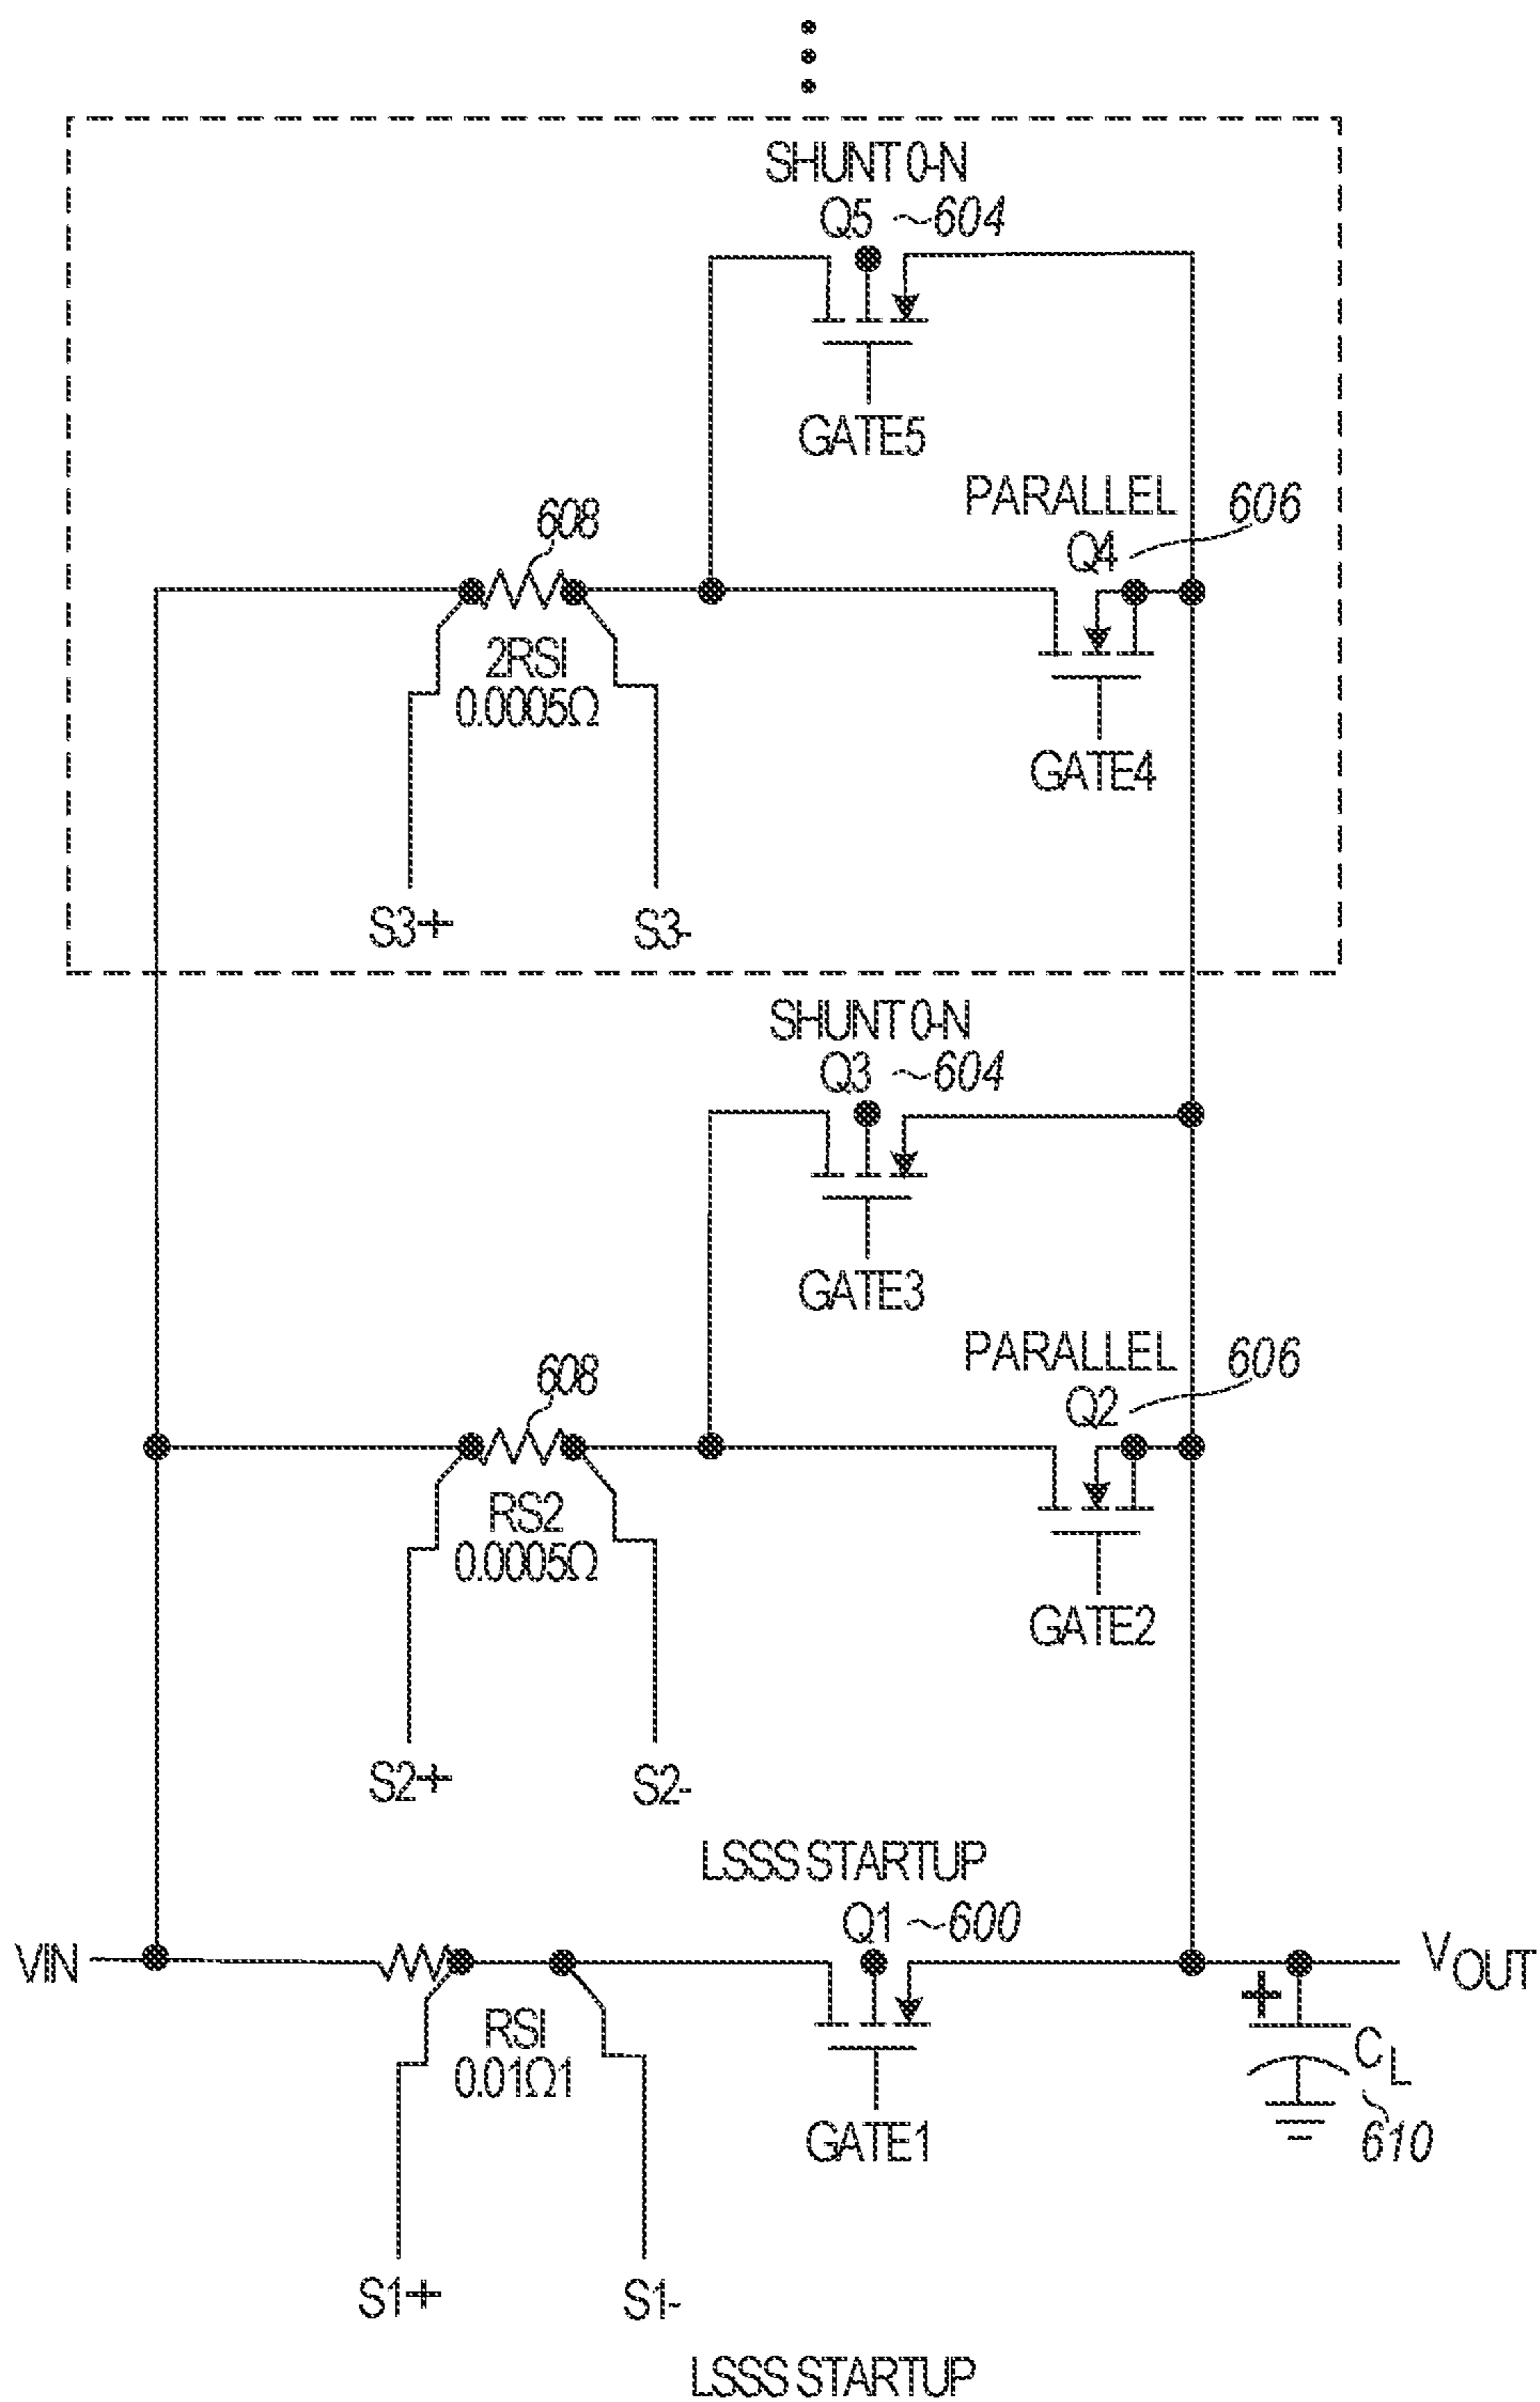 SHUNT 0-N
Q5 ~604
GATE5
PARALLEL
Q4
606
608
2RSI
0.0005Ω
GATE4
S3+
S3-
SHUNT 0-N
Q3 ~604
GATE3
PARALLEL
Q2
606
608
RS2
0.0005Ω
GATE2
S2+
S2-
LSSS STARTUP
Q1 ~600
VIN
VOUT
RSI
0.01Ω1
+
CL
610
GATE1
S1+
S1-
LSSS STARTUP